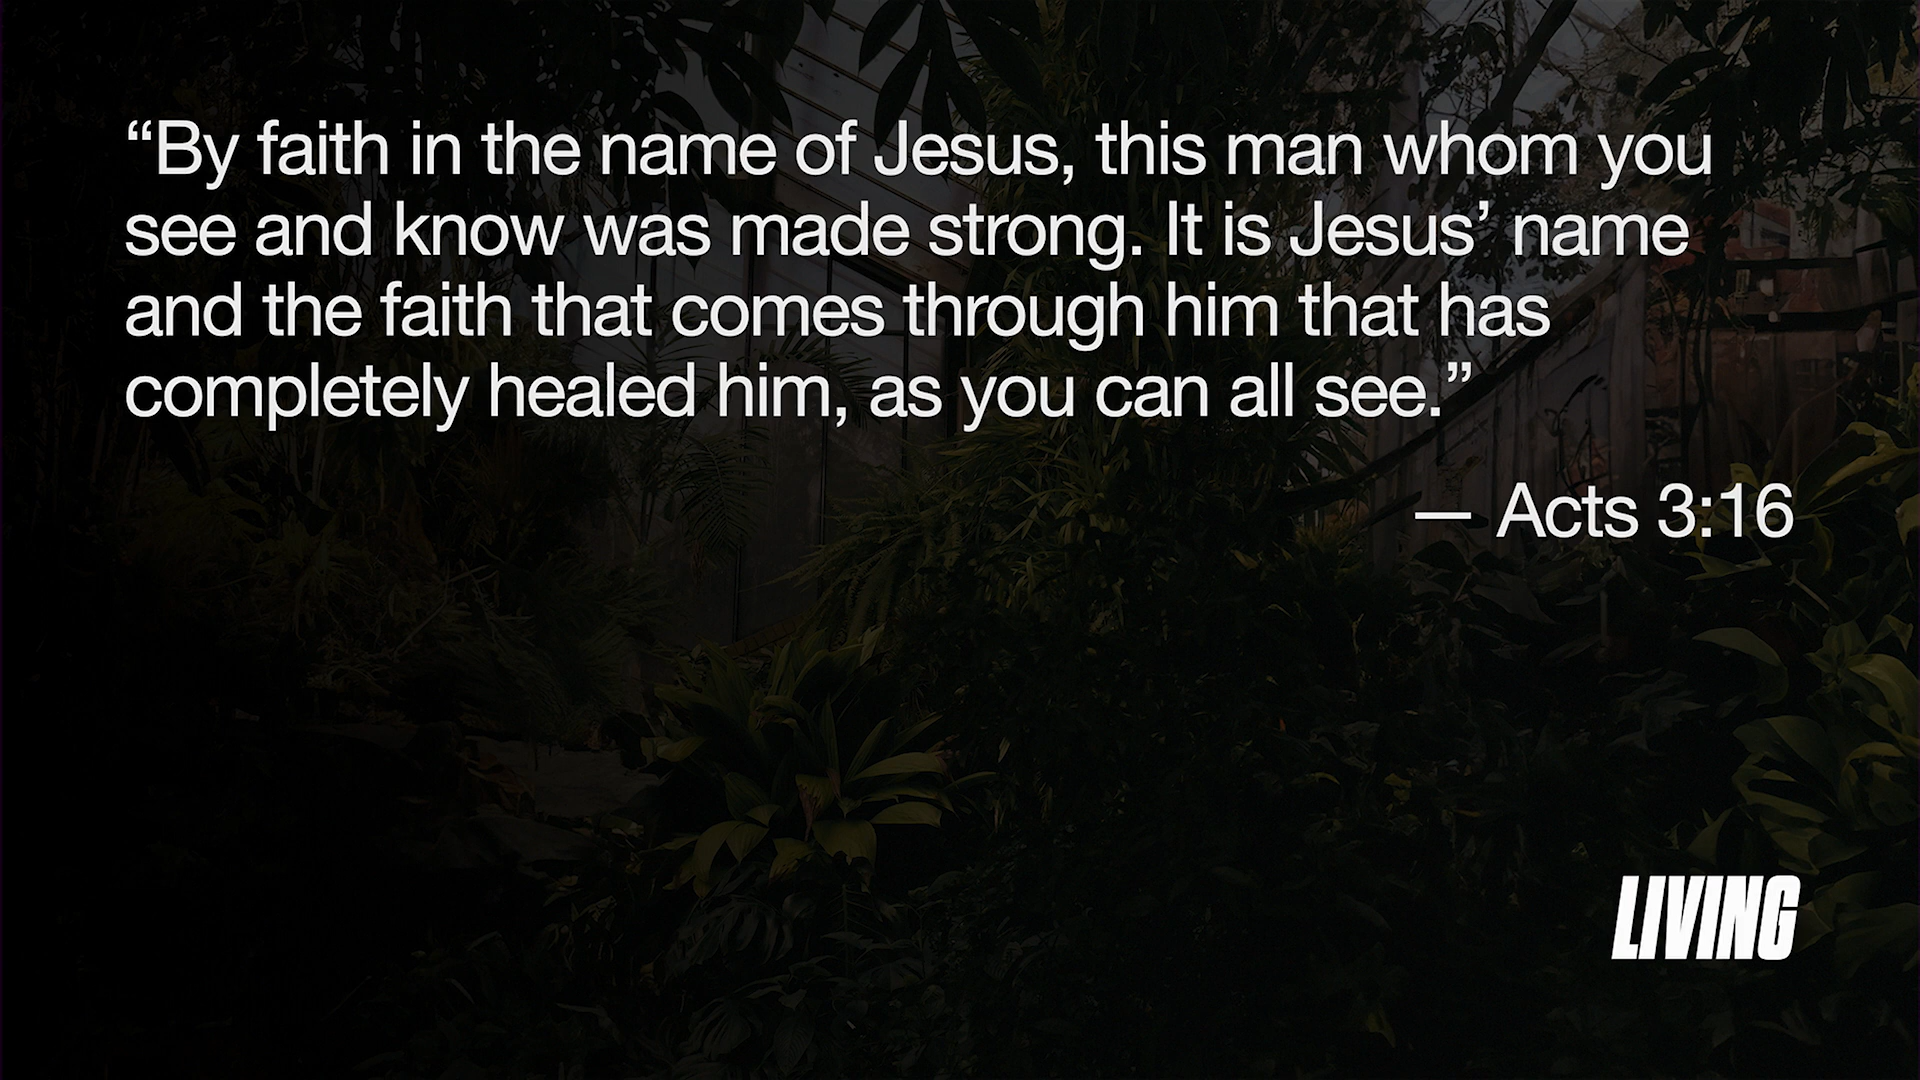 “By faith in the name of Jesus, this man whom you
see and know was made strong. It is Jesus’ name
and the faith that comes through him that has
completely healed him, as you can all see.”
— Acts 3:16
LIVING